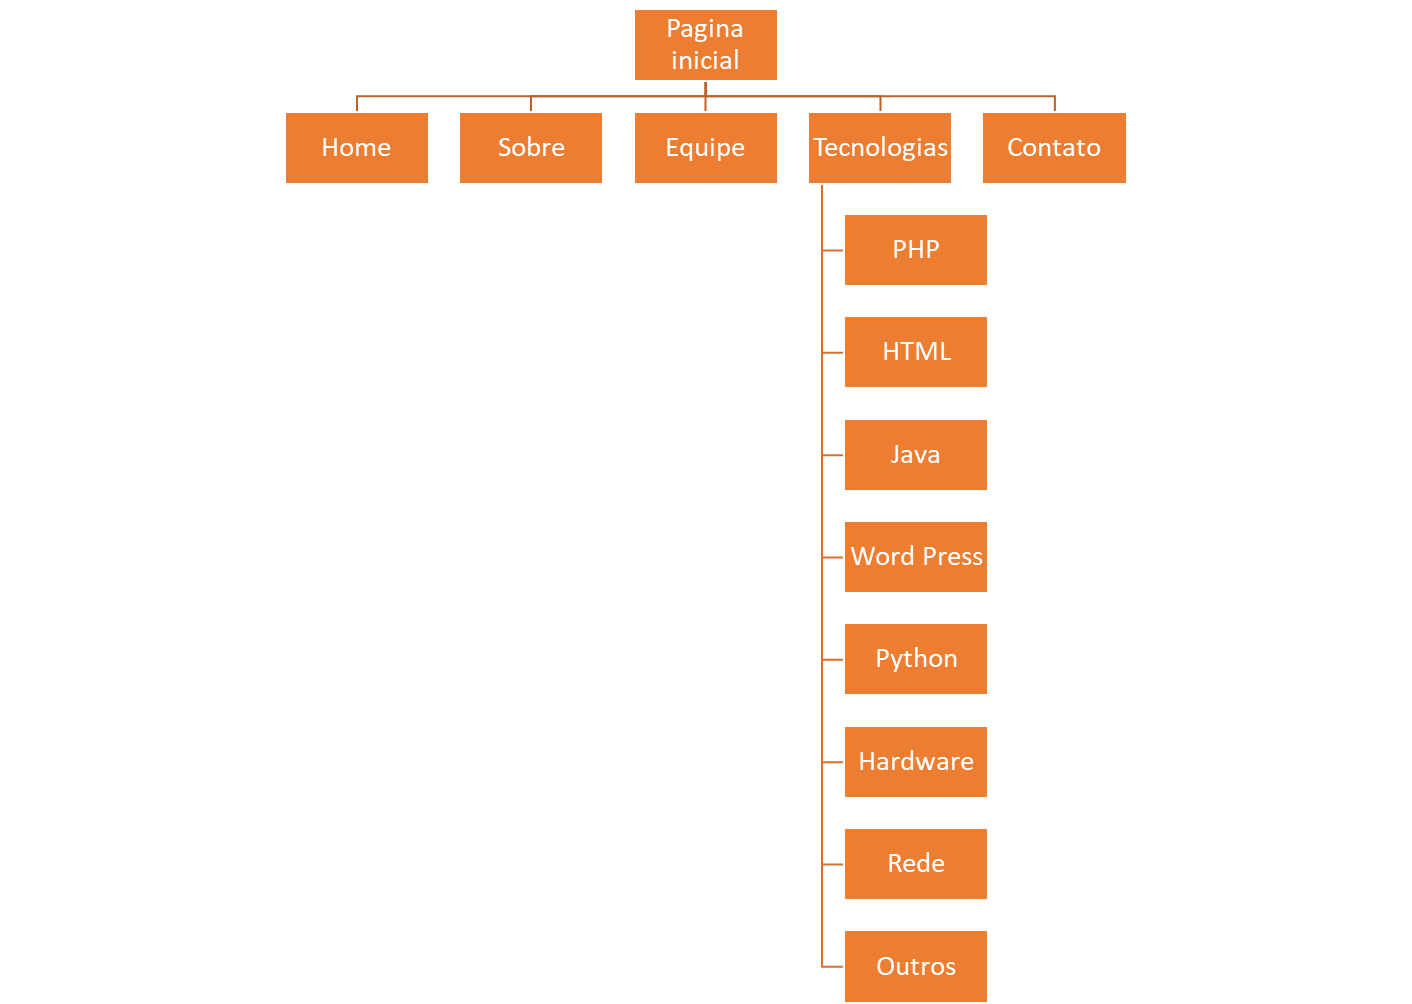 Pagina
inicial
Home
Sobre
Equipe
Tecnologias
Contato
PHP
HTML
Java
Word Press
Python
Hardware
Rede
Outros